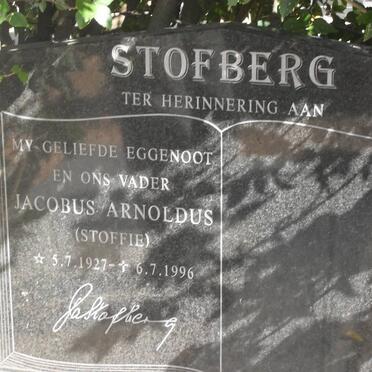 STOFBERG
TER HERINNERING AAN
MY GELIEFDE EGGENOOT
EN ONS VADER
JACOBUS ARNOLDUS
(STOFFIE)
☆ 5.7.1927-✝ 6.7.1996
JaStofberg